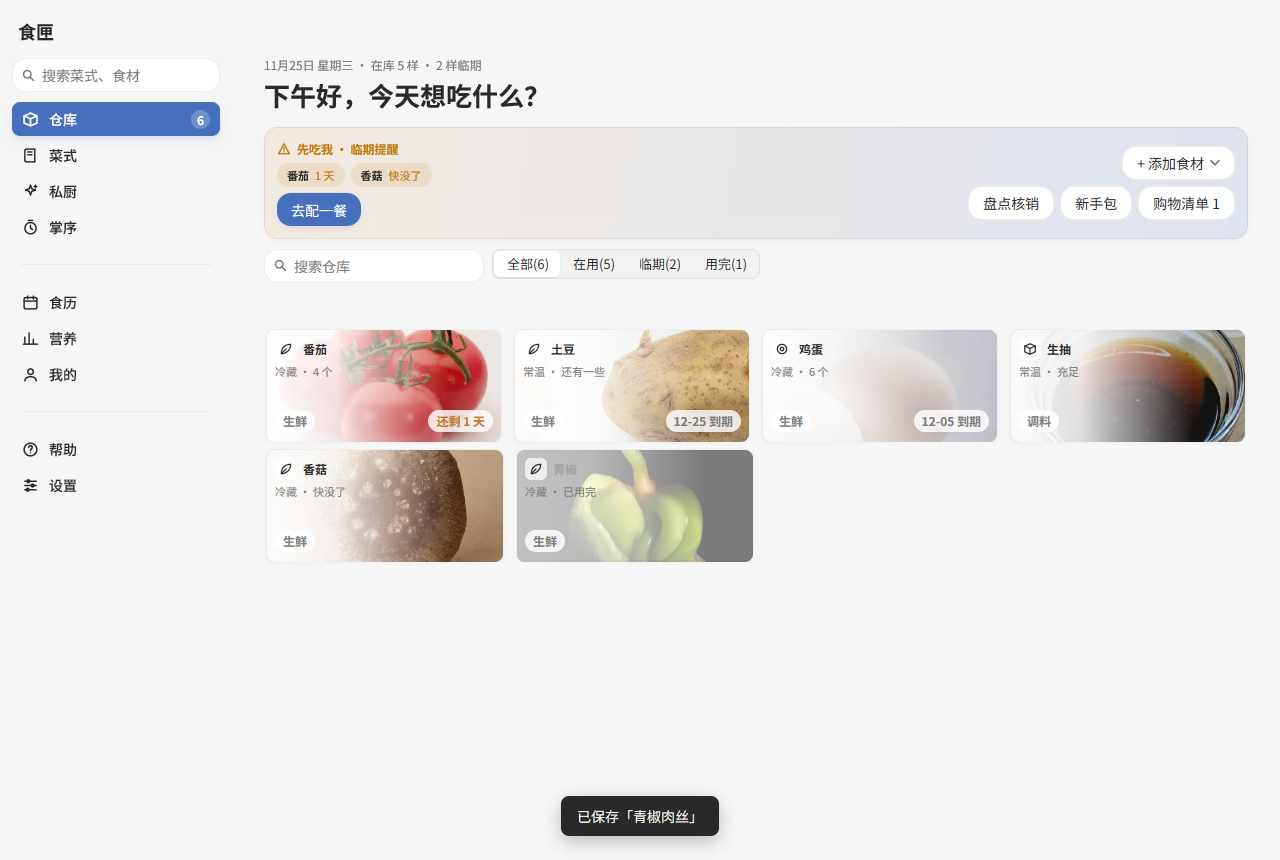 食匣
搜索菜式、食材
仓库 6
菜式
私厨
掌序
食历
营养
我的
帮助
设置
11月25日 星期三 · 在库 5 样 · 2 样临期
下午好，今天想吃什么？
先吃我 · 临期提醒
番茄 1 天 香菇 快没了
去配一餐
+ 添加食材
盘点核销 新手包 购物清单 1
搜索仓库
全部(6) 在用(5) 临期(2) 用完(1)
番茄
冷藏 · 4 个
生鲜 还剩 1 天
土豆
常温 · 还有一些
生鲜 12-25 到期
鸡蛋
冷藏 · 6 个
生鲜 12-05 到期
生抽
常温 · 充足
调料
香菇
冷藏 · 快没了
生鲜
青椒
冷藏 · 已用完
生鲜
已保存「青椒肉丝」